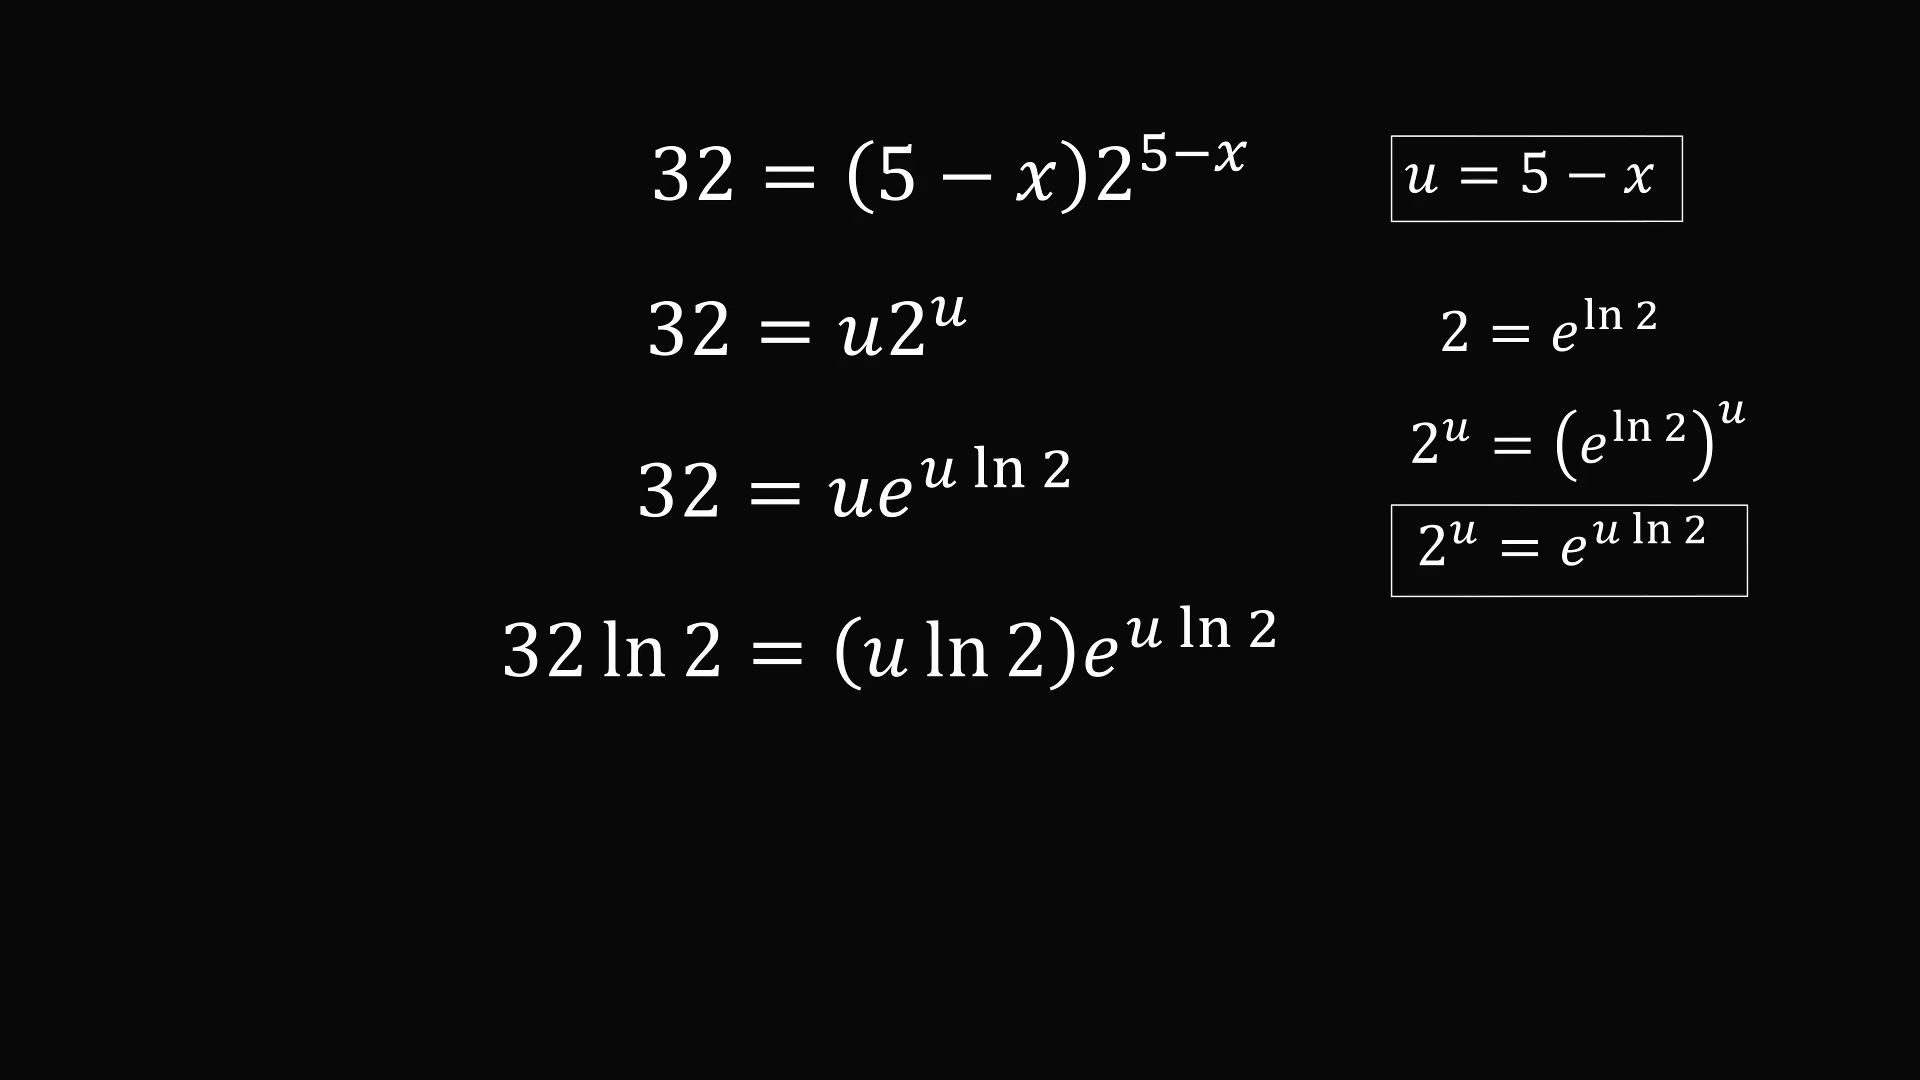 32 = (5 − x)2^{5−x}
u = 5 − x
32 = u2^u
2 = e^{ln 2}
2^u = (e^{ln 2})^u
32 = ue^{u ln 2}
2^u = e^{u ln 2}
32 ln 2 = (u ln 2)e^{u ln 2}